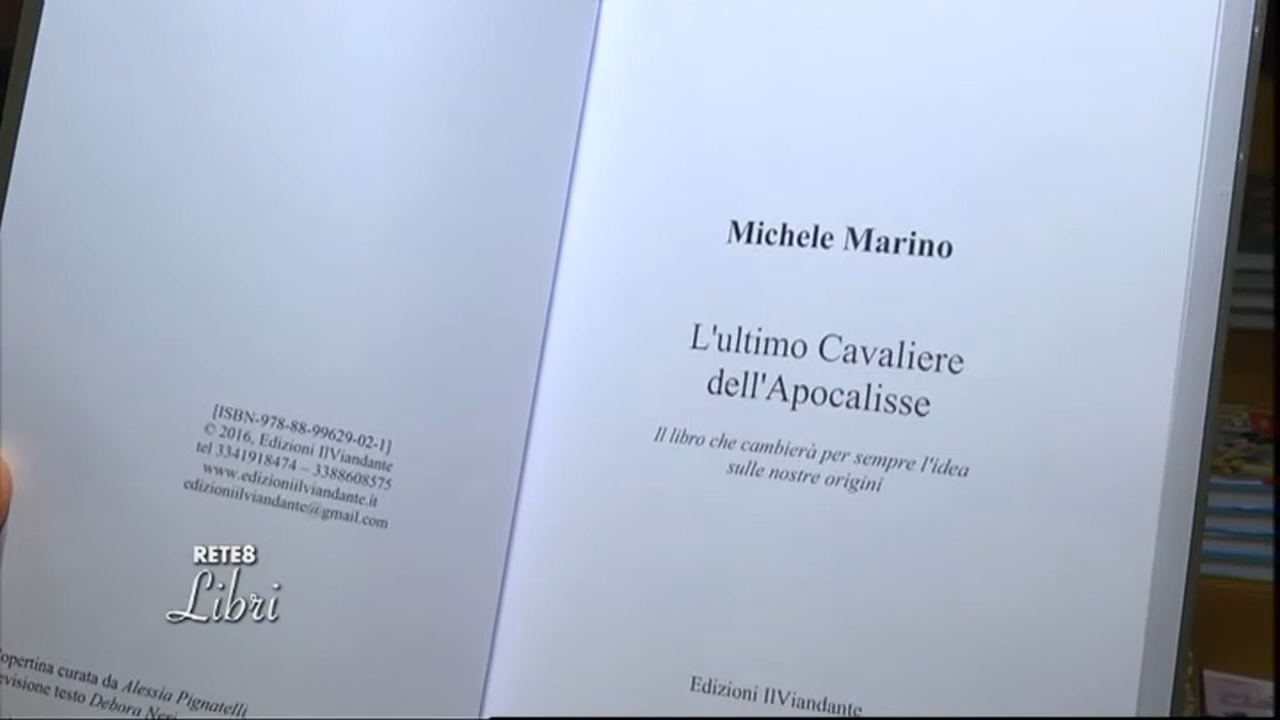 [ISBN-978-88-99629-02-1]
© 2016, Edizioni IlViandante
tel 3341918474 – 3388608575
www.edizioniilviandante.it
edizioniilviandante@gmail.com
RETE8
Libri
opertina curata da Alessia Pignatelli
evisione testo Debora
Michele Marino
L'ultimo Cavaliere
dell'Apocalisse
Il libro che cambierà per sempre l'idea
sulle nostre origini
Edizioni IlViandante